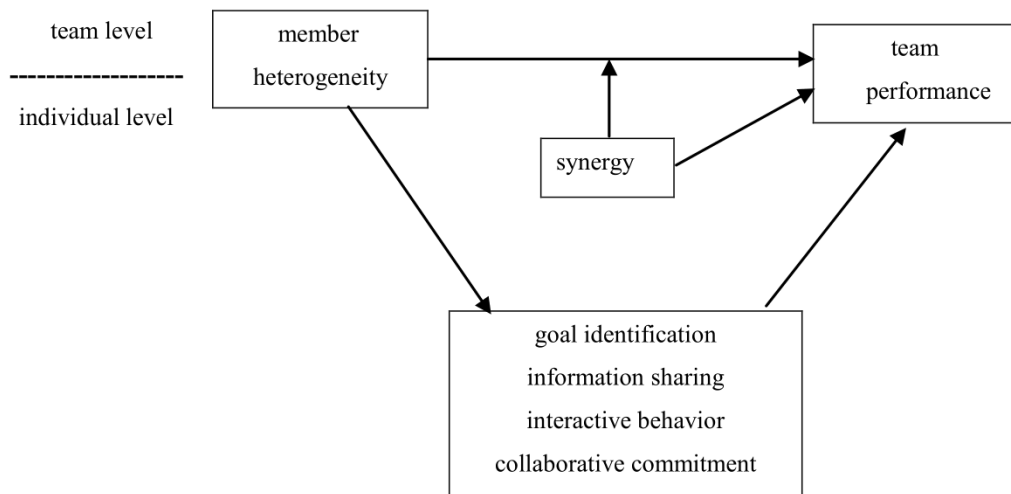 team level
individual level
member
heterogeneity
team
performance
synergy
goal identification
information sharing
interactive behavior
collaborative commitment